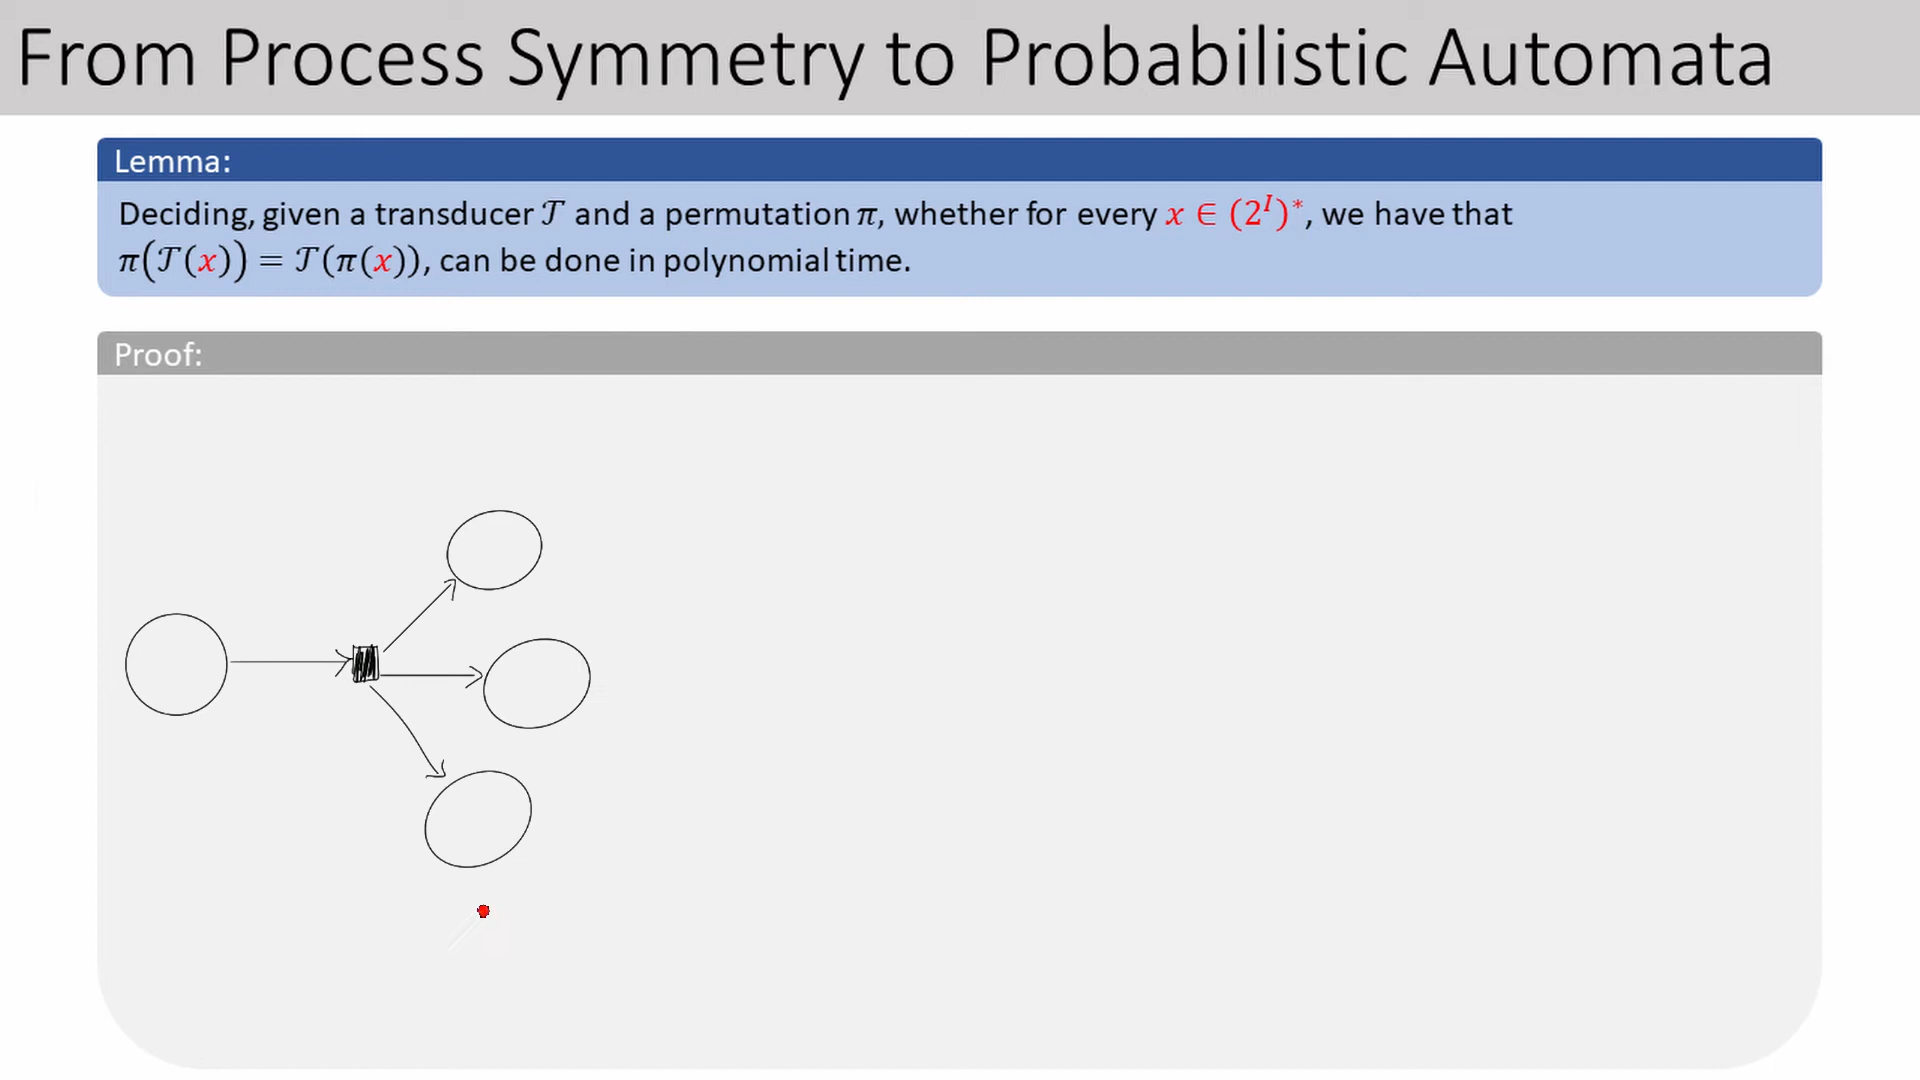 From Process Symmetry to Probabilistic Automata
Lemma:
Deciding, given a transducer 𝒯 and a permutation π, whether for every x ∈ (2^I)^*, we have that
π(𝒯(x)) = 𝒯(π(x)), can be done in polynomial time.
Proof: